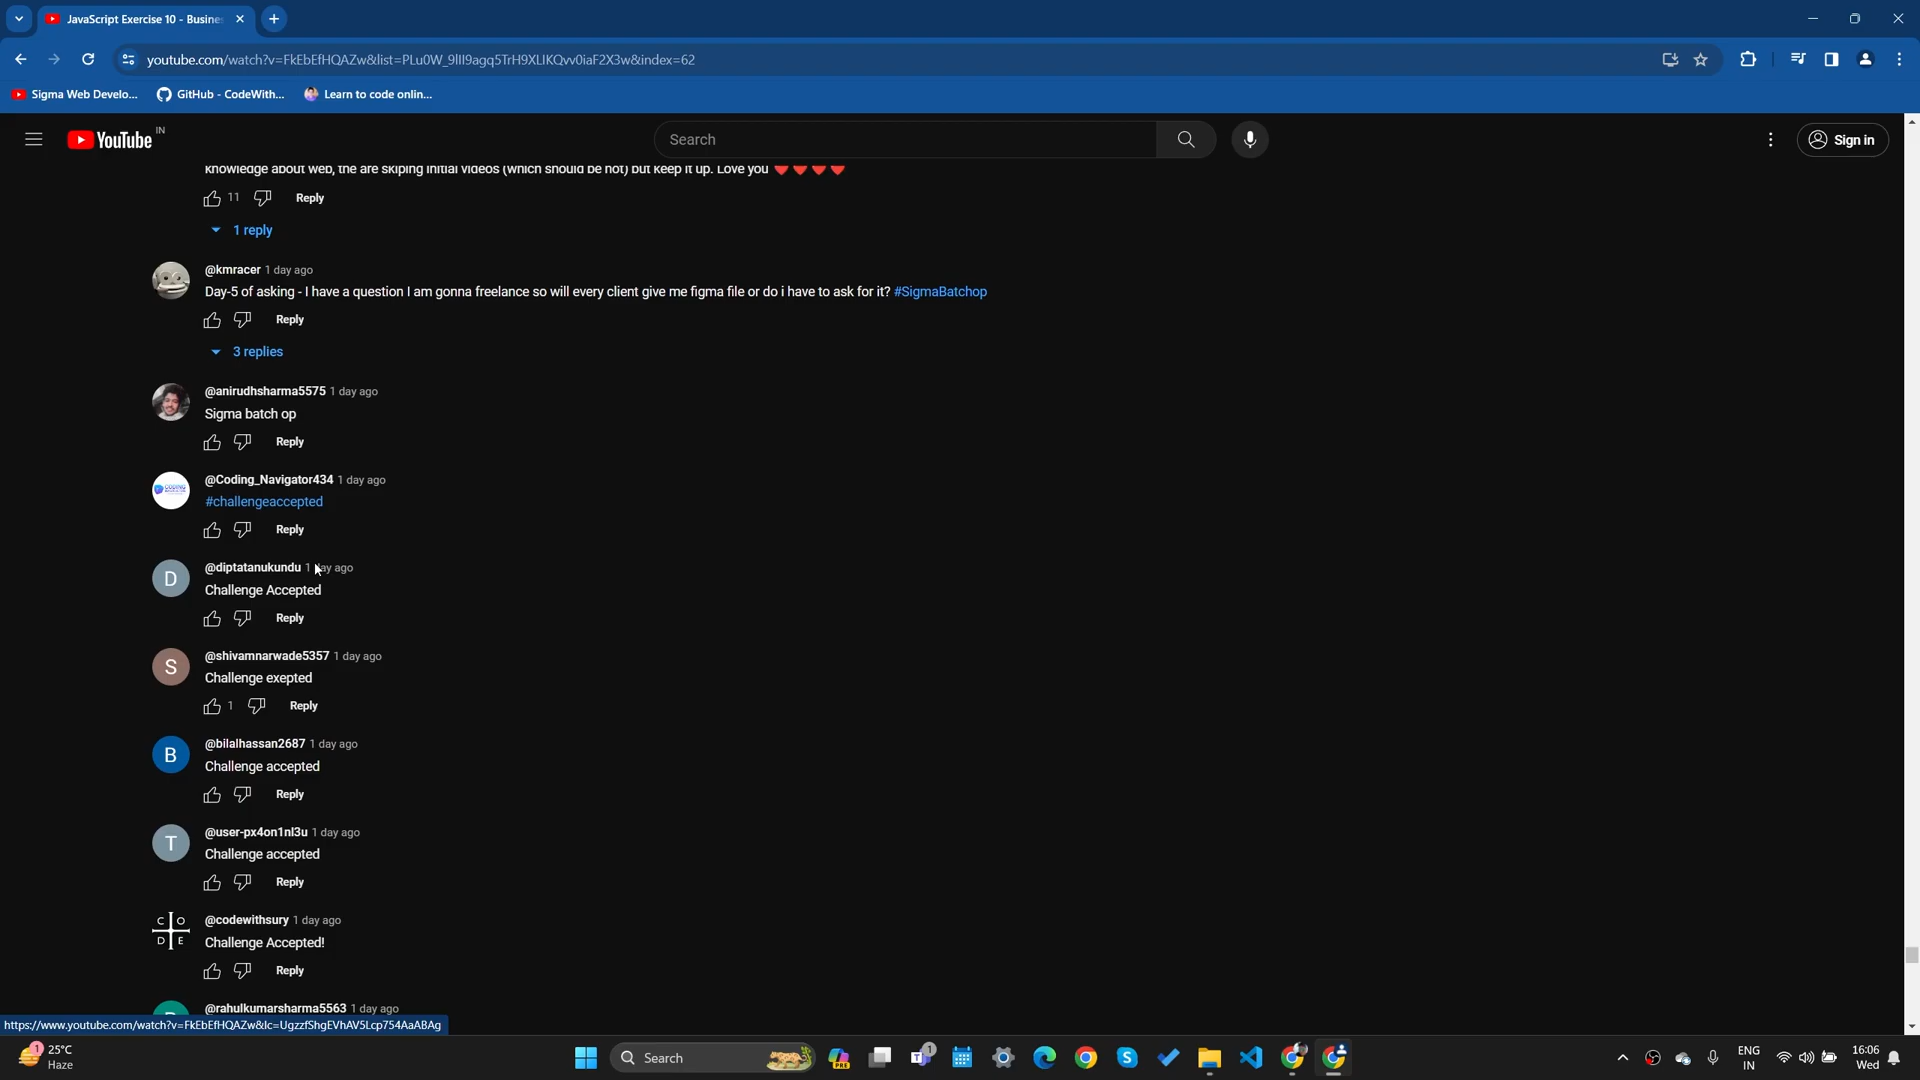 JavaScript Exercise 10 - Busine
youtube.com/watch?v=FkEbEfHQAZw&list=PLu0W_9lII9agq5TrH9XLIKQvv0iaF2X3w&index=62
Sigma Web Develo...
GitHub - CodeWith...
Learn to code onlin...
YouTube IN
Search
Sign in
knowledge about web, the are skiping initial videos (which should be not) but keep it up. Love you ❤️❤️❤️❤️
11 Reply
1 reply
@kmracer 1 day ago
Day-5 of asking - I have a question I am gonna freelance so will every client give me figma file or do i have to ask for it? #SigmaBatchop
Reply
3 replies
@anirudhsharma5575 1 day ago
Sigma batch op
Reply
@Coding_Navigator434 1 day ago
#challengeaccepted
Reply
D
@diptatanukundu 1 day ago
Challenge Accepted
Reply
S
@shivamnarwade5357 1 day ago
Challenge exepted
1 Reply
B
@bilalhassan2687 1 day ago
Challenge accepted
Reply
T
@user-px4on1nl3u 1 day ago
Challenge accepted
Reply
CODE
@codewithsury 1 day ago
Challenge Accepted!
Reply
@rahulkumarsharma5563 1 day ago
https://www.youtube.com/watch?v=FkEbEfHQAZw&lc=UgzzfShgEVhAV5Lcp754AaABAg
1
25°C
Haze
Search
PRE
1
ENG
IN
16:06
Wed